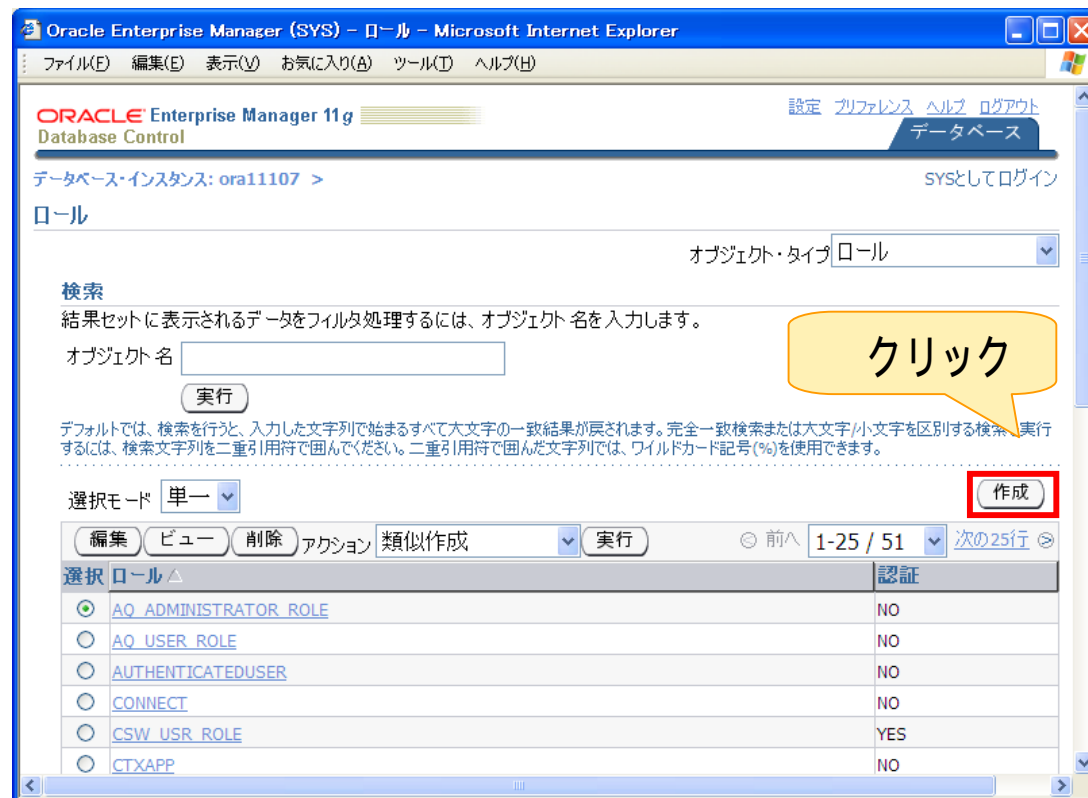 Oracle Enterprise Manager (SYS) - ロール - Microsoft Internet Explorer
ファイル(F) 編集(E) 表示(V) お気に入り(A) ツール(T) ヘルプ(H)
設定 プリファレンス ヘルプ ログアウト
ORACLE Enterprise Manager 11g
Database Control
データベース
データベース・インスタンス: ora11107 >
SYSとしてログイン
ロール
オブジェクト・タイプ ロール
検索
結果セットに表示されるデータをフィルタ処理するには、オブジェクト名を入力します。
クリック
オブジェクト名
実行
デフォルトでは、検索を行うと、入力した文字列で始まるすべて大文字の一致結果が戻されます。完全一致検索または大文字/小文字を区別する検索を実行
するには、検索文字列を二重引用符で囲んでください。二重引用符で囲んだ文字列では、ワイルドカード記号(%)を使用できます。
選択モード 単一
作成
編集 ビュー 削除 アクション 類似作成 実行 前へ 1-25 / 51 次の25行
選択 ロール 認証
AQ_ADMINISTRATOR_ROLE NO
AQ_USER_ROLE NO
AUTHENTICATEDUSER NO
CONNECT NO
CSW_USR_ROLE YES
CTXAPP NO